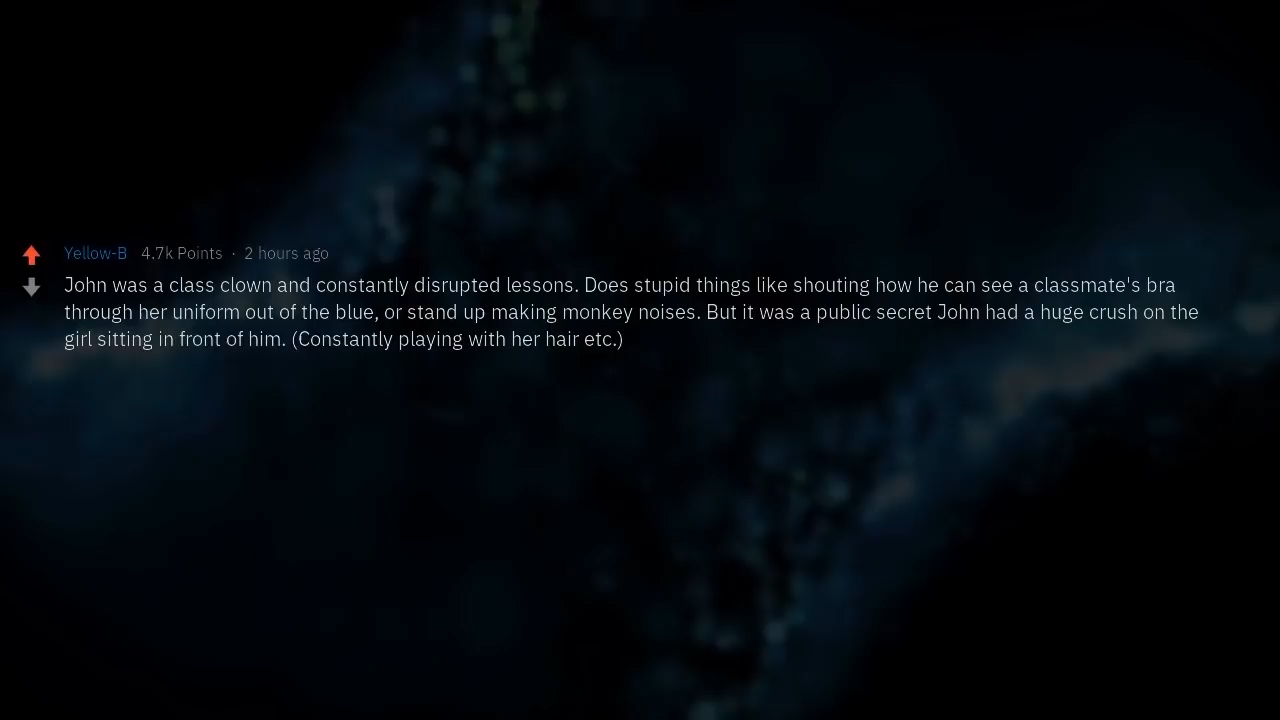 Yellow-B 4.7k Points · 2 hours ago
John was a class clown and constantly disrupted lessons. Does stupid things like shouting how he can see a classmate's bra
through her uniform out of the blue, or stand up making monkey noises. But it was a public secret John had a huge crush on the
girl sitting in front of him. (Constantly playing with her hair etc.)